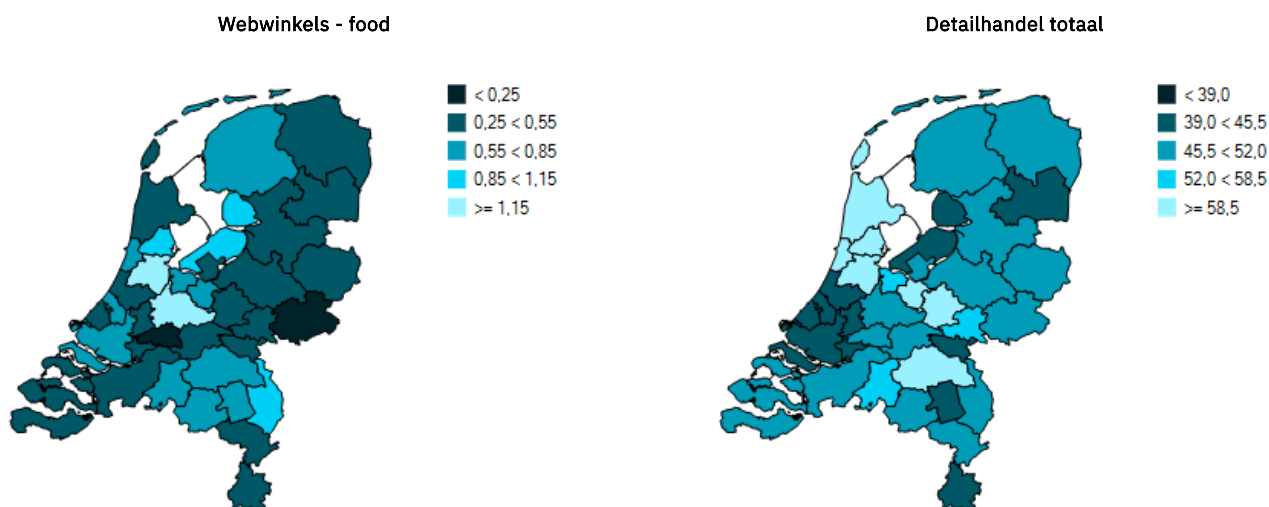 Webwinkels - food
< 0,25
0,25 < 0,55
0,55 < 0,85
0,85 < 1,15
>= 1,15
Detailhandel totaal
< 39,0
39,0 < 45,5
45,5 < 52,0
52,0 < 58,5
>= 58,5